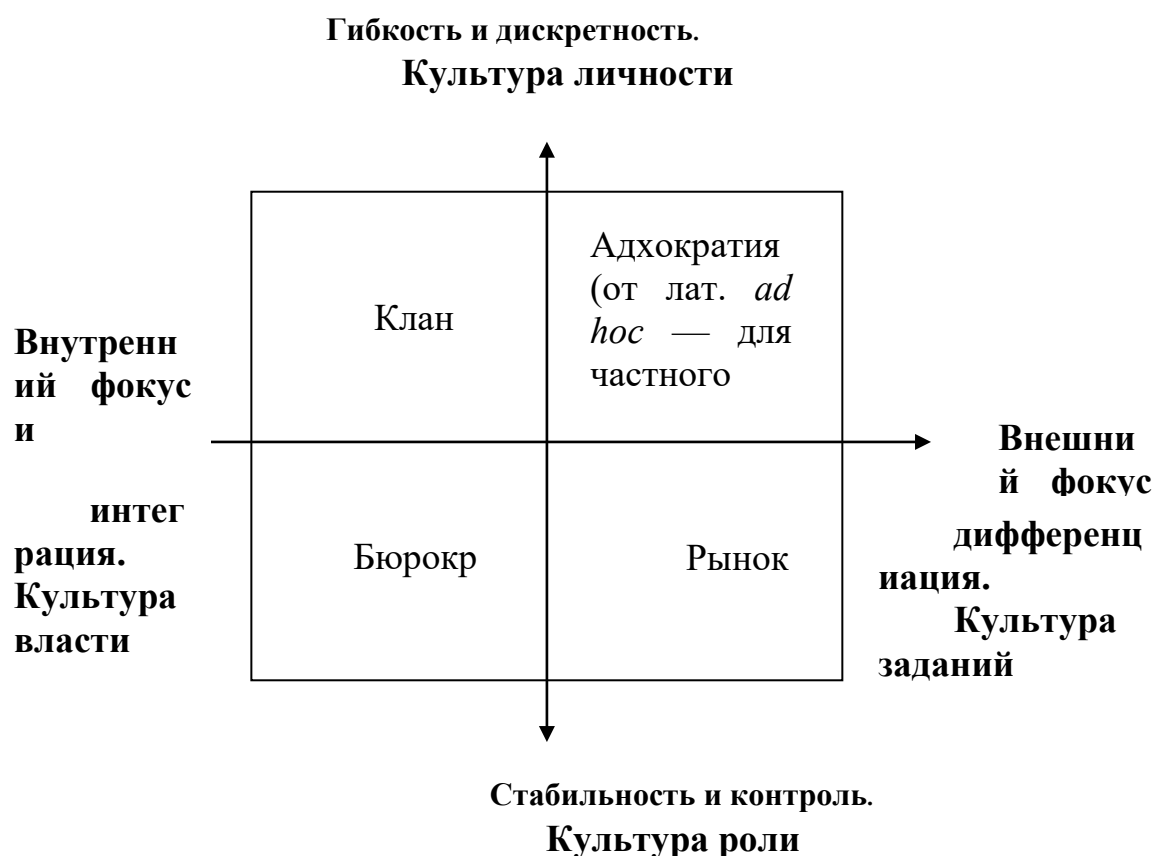 Гибкость и дискретность.
Культура личности
Адхократия
(от лат. ad
hoc — для
частного
Клан
Внутренн
ий фокус
и
интег
рация.
Культура
власти
Внешни
й фокус
дифференц
иация.
Культура
заданий
Бюрокр
Рынок
Стабильность и контроль.
Культура роли